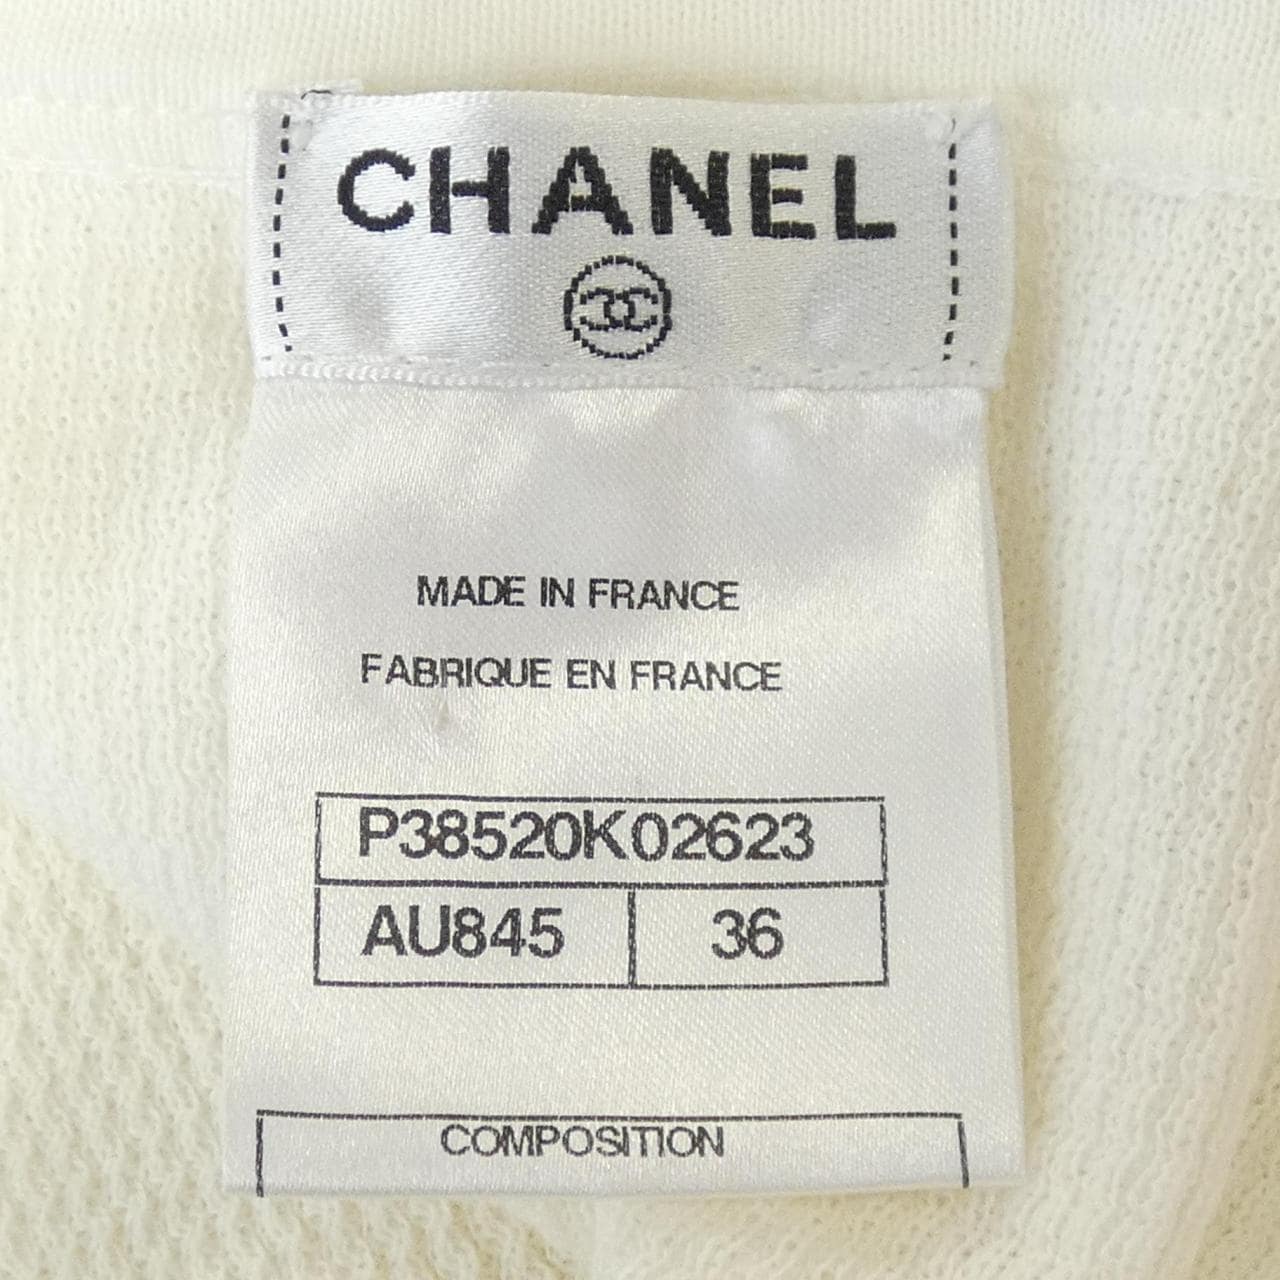 CHANEL
MADE IN FRANCE
FABRIQUE EN FRANCE
P38520K02623
AU845 36
COMPOSITION